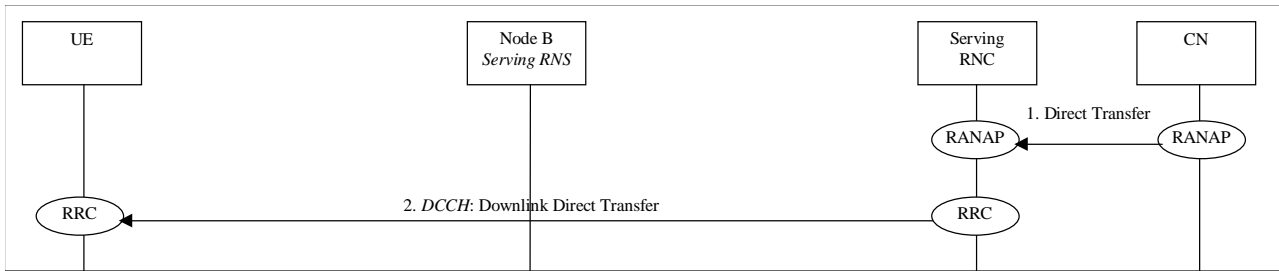 UE
Node B
Serving RNS
Serving
RNC
CN
1. Direct Transfer
RANAP
RANAP
RRC
2. DCCH: Downlink Direct Transfer
RRC